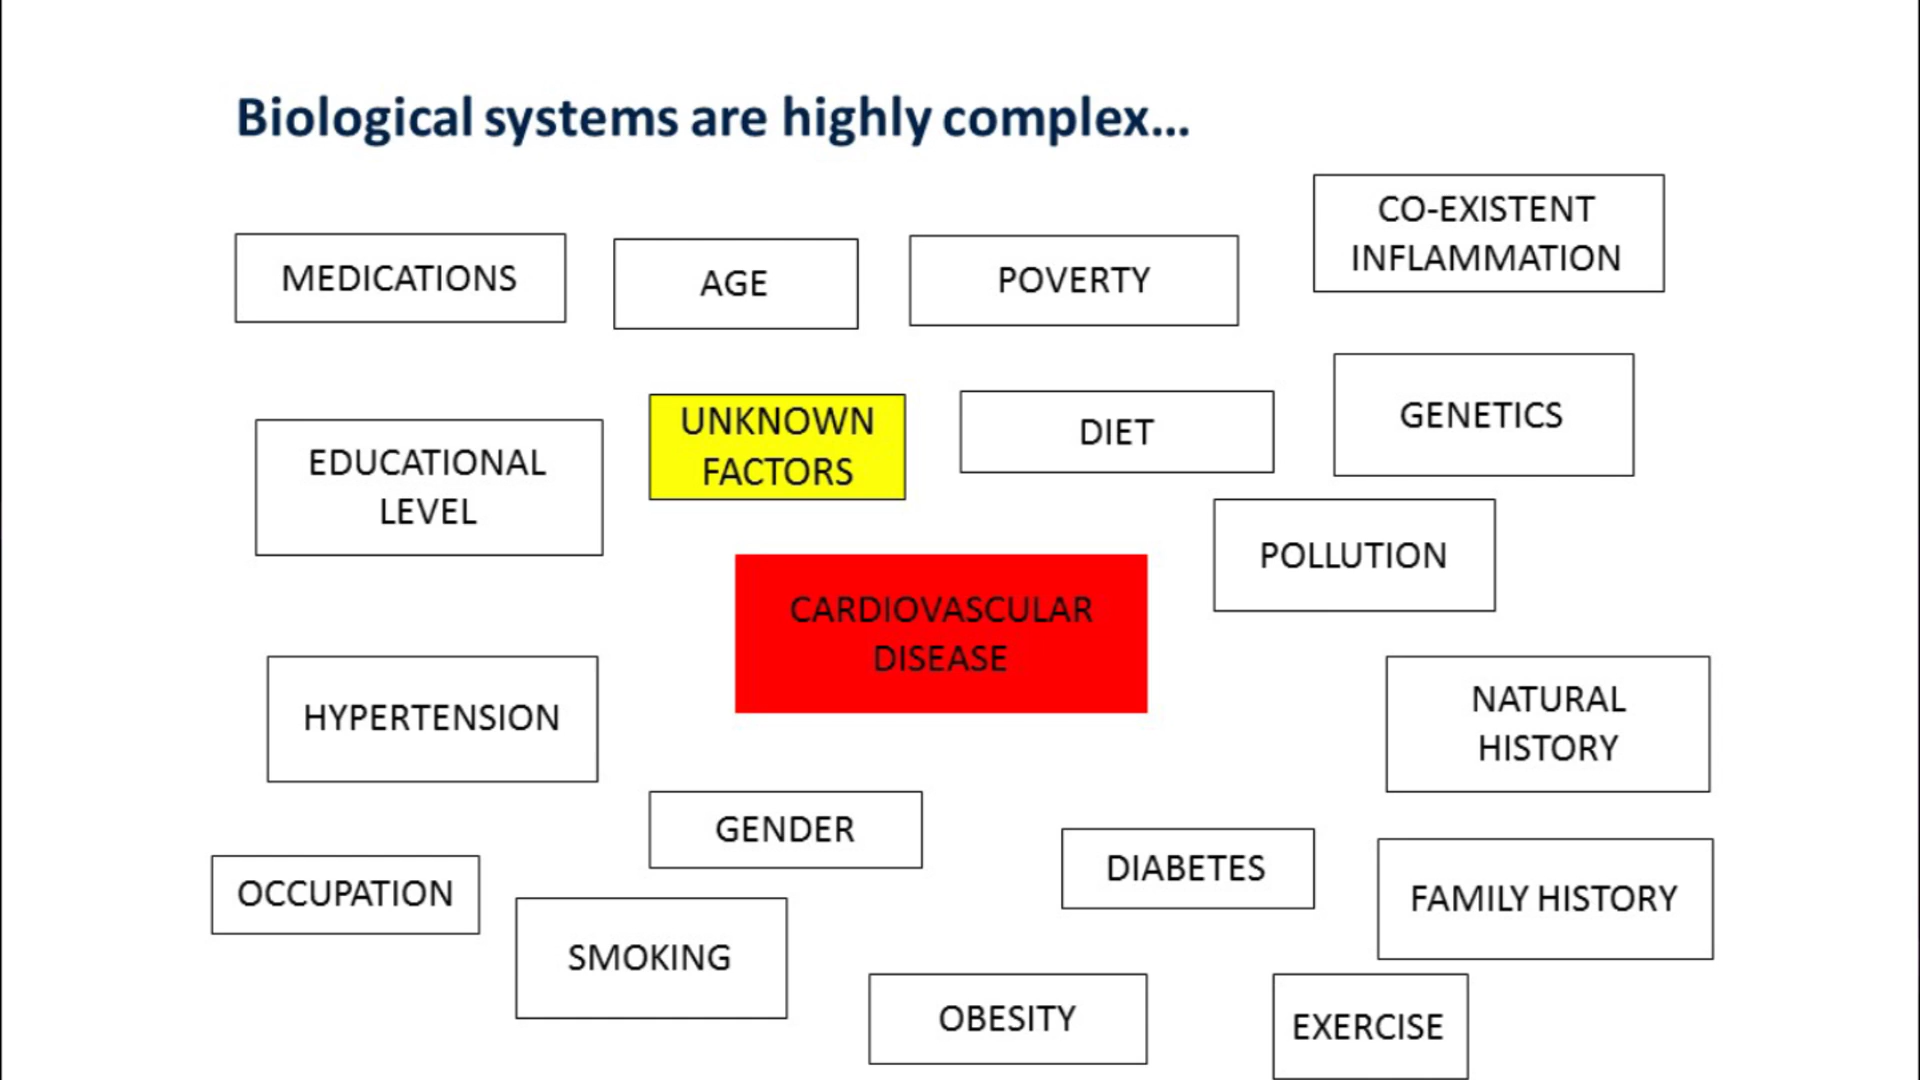 Biological systems are highly complex...
MEDICATIONS
AGE
POVERTY
CO-EXISTENT
INFLAMMATION
EDUCATIONAL
LEVEL
UNKNOWN
FACTORS
DIET
GENETICS
POLLUTION
CARDIOVASCULAR
DISEASE
HYPERTENSION
NATURAL
HISTORY
GENDER
DIABETES
OCCUPATION
FAMILY HISTORY
SMOKING
OBESITY
EXERCISE